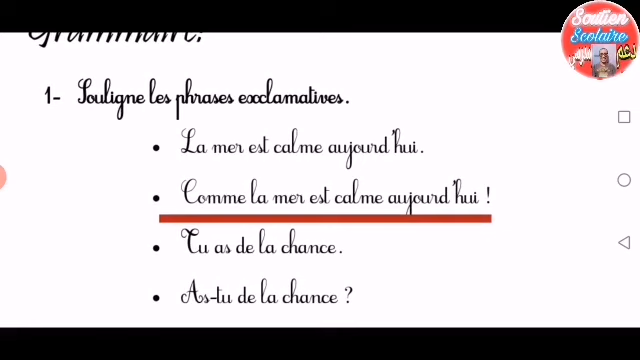 Grammaire:
Soutien
Scolaire
1- Souligne les phrases exclamatives.
La mer est calme aujourd'hui.
Comme la mer est calme aujourd'hui !
Tu as de la chance.
As-tu de la chance ?